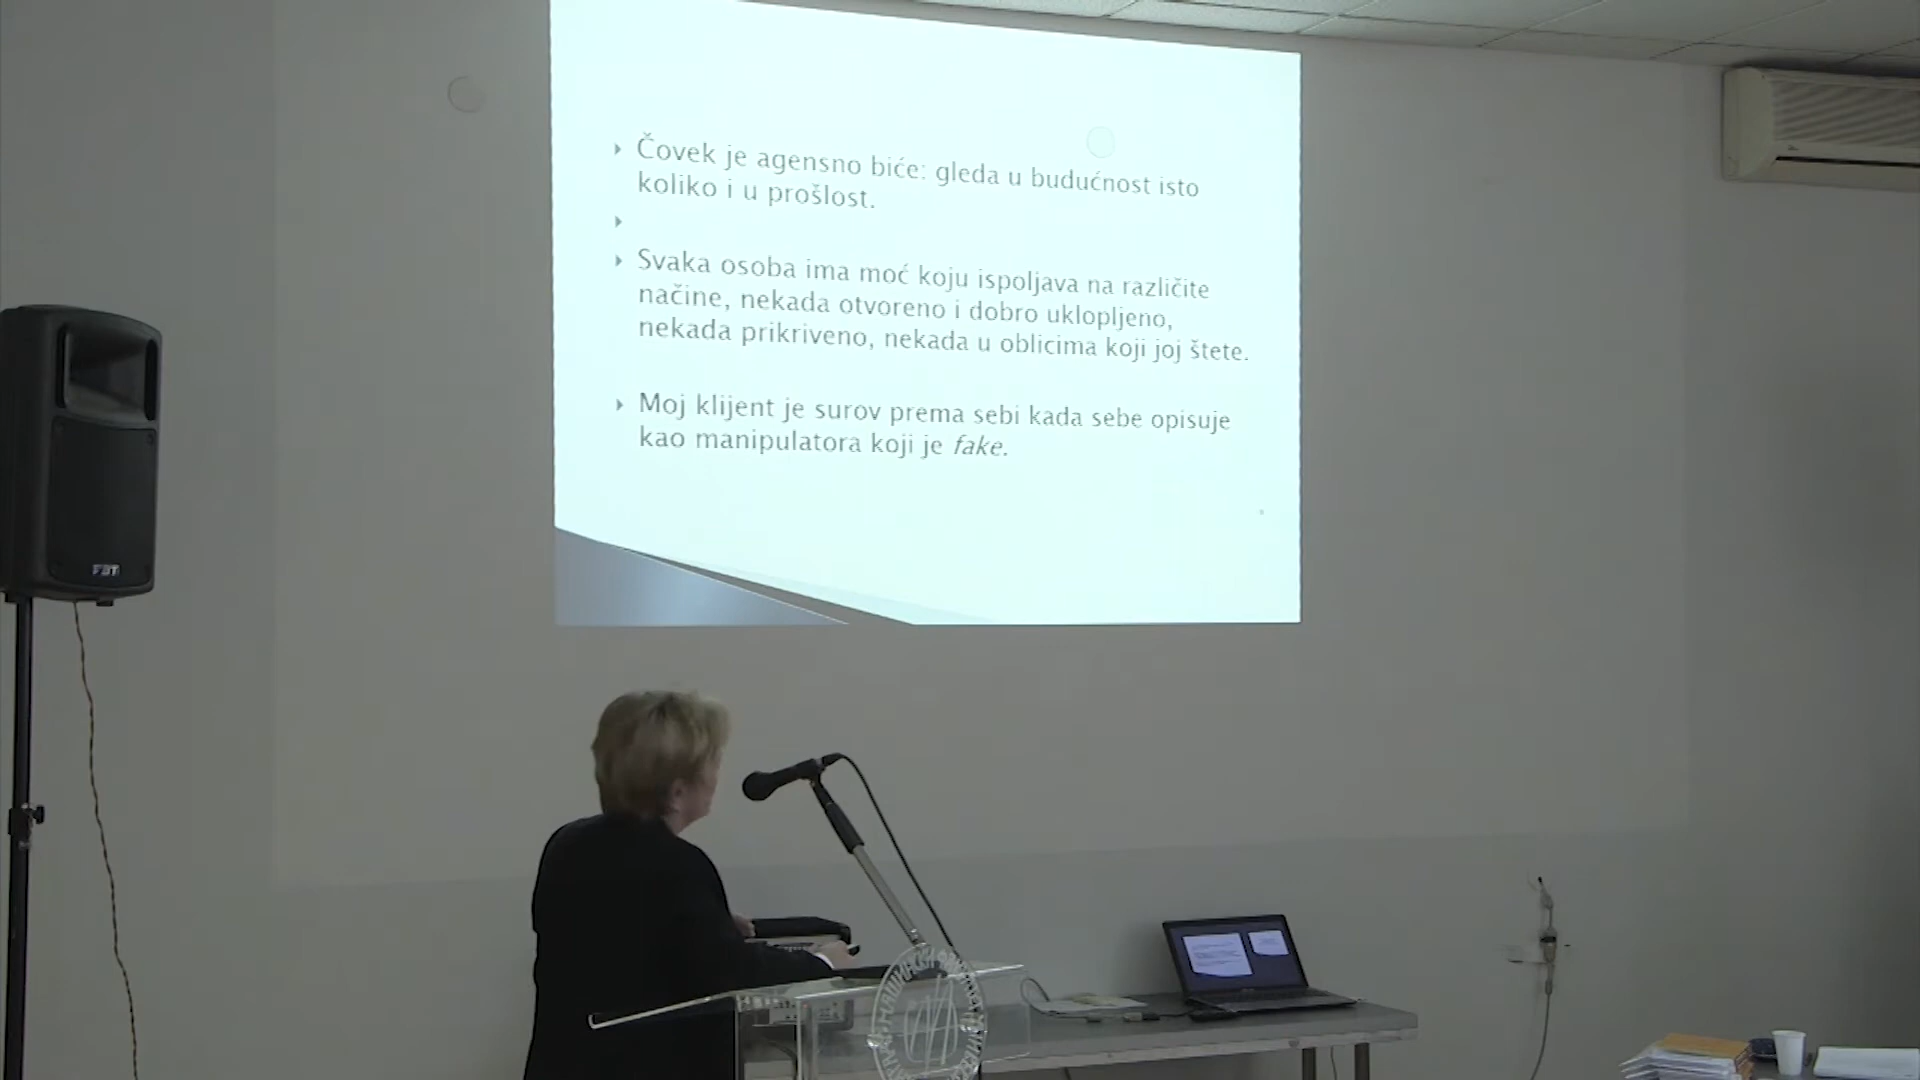 Čovek je agensno biće: gleda u budućnost isto
koliko i u prošlost.
Svaka osoba ima moć koju ispoljava na različite
načine, nekada otvoreno i dobro uklopljeno,
nekada prikriveno, nekada u oblicima koji joj štete.
Moj klijent je surov prema sebi kada sebe opisuje
kao manipulatora koji je fake.
FBT